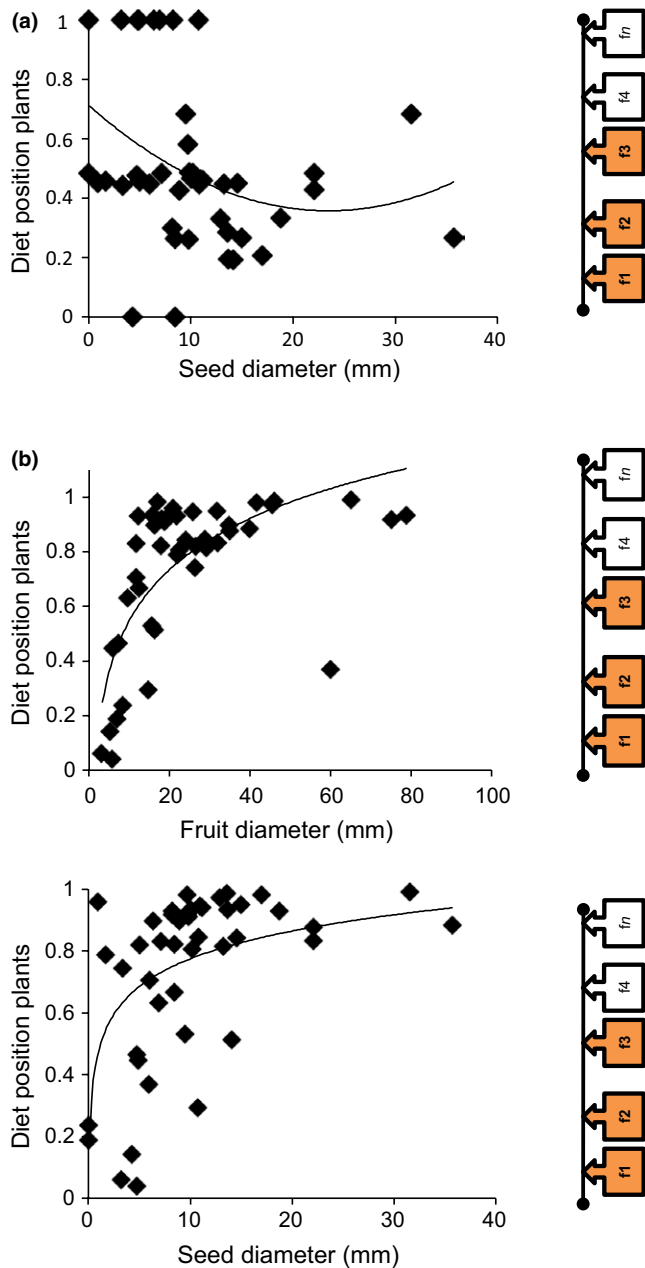 (a)
1
0.8
0.6
0.4
0.2
0
0 10 20 30 40
Diet position plants
Seed diameter (mm)
fn
f4
f3
f2
f1
(b)
1
0.8
0.6
0.4
0.2
0
0 20 40 60 80 100
Diet position plants
Fruit diameter (mm)
fn
f4
f3
f2
f1
1
0.8
0.6
0.4
0.2
0
0 10 20 30 40
Diet position plants
Seed diameter (mm)
fn
f4
f3
f2
f1